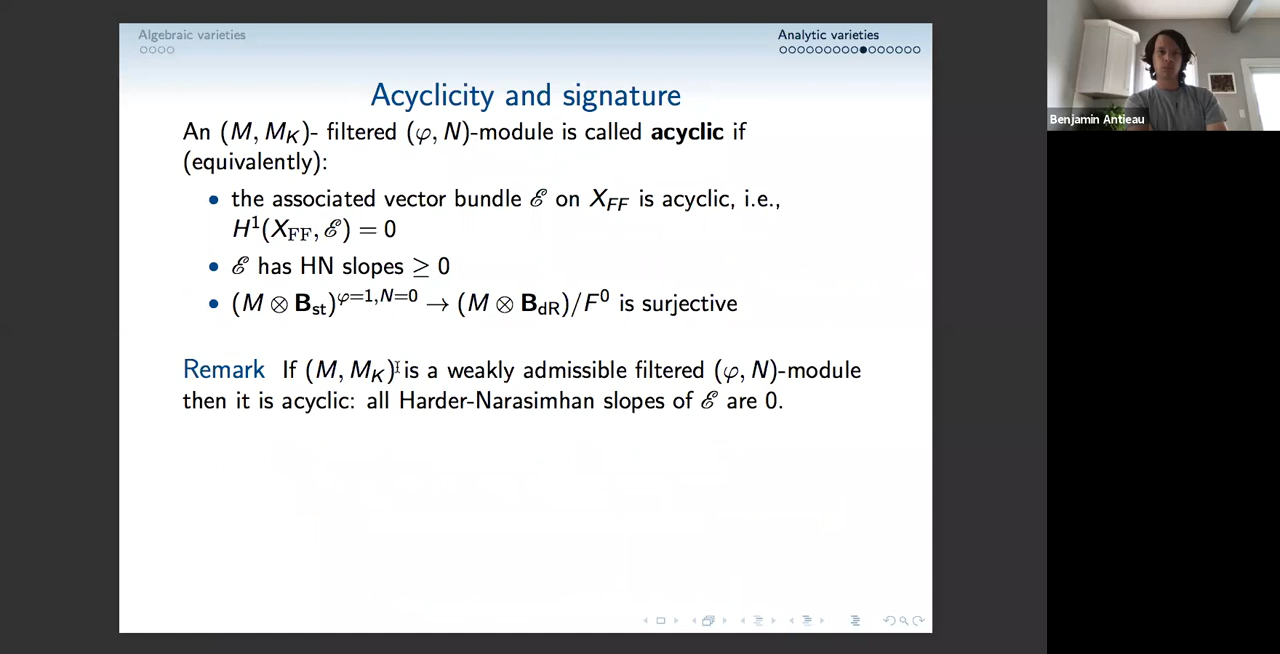 Algebraic varieties
Analytic varieties
Acyclicity and signature
An (M, M_K)- filtered (φ, N)-module is called acyclic if
(equivalently):
• the associated vector bundle ℰ on X_FF is acyclic, i.e.,
H¹(X_FF, ℰ) = 0
• ℰ has HN slopes ≥ 0
• (M ⊗ B_st)^{φ=1,N=0} → (M ⊗ B_dR)/F⁰ is surjective
Remark If (M, M_K) is a weakly admissible filtered (φ, N)-module
then it is acyclic: all Harder-Narasimhan slopes of ℰ are 0.
Benjamin Antieau